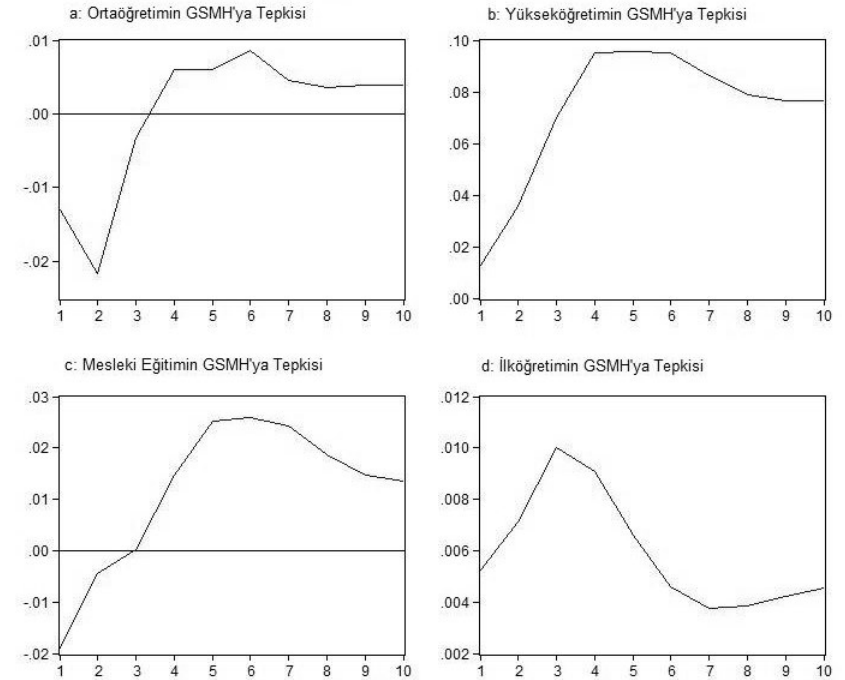 a: Ortaöğretimin GSMH'ya Tepkisi
.01
.00
-.01
-.02
1 2 3 4 5 6 7 8 9 10
b: Yükseköğretimin GSMH'ya Tepkisi
.10
.08
.06
.04
.02
.00
1 2 3 4 5 6 7 8 9 10
c: Mesleki Eğitimin GSMH'ya Tepkisi
.03
.02
.01
.00
-.01
-.02
1 2 3 4 5 6 7 8 9 10
d: İlköğretimin GSMH'ya Tepkisi
.012
.010
.008
.006
.004
.002
1 2 3 4 5 6 7 8 9 10